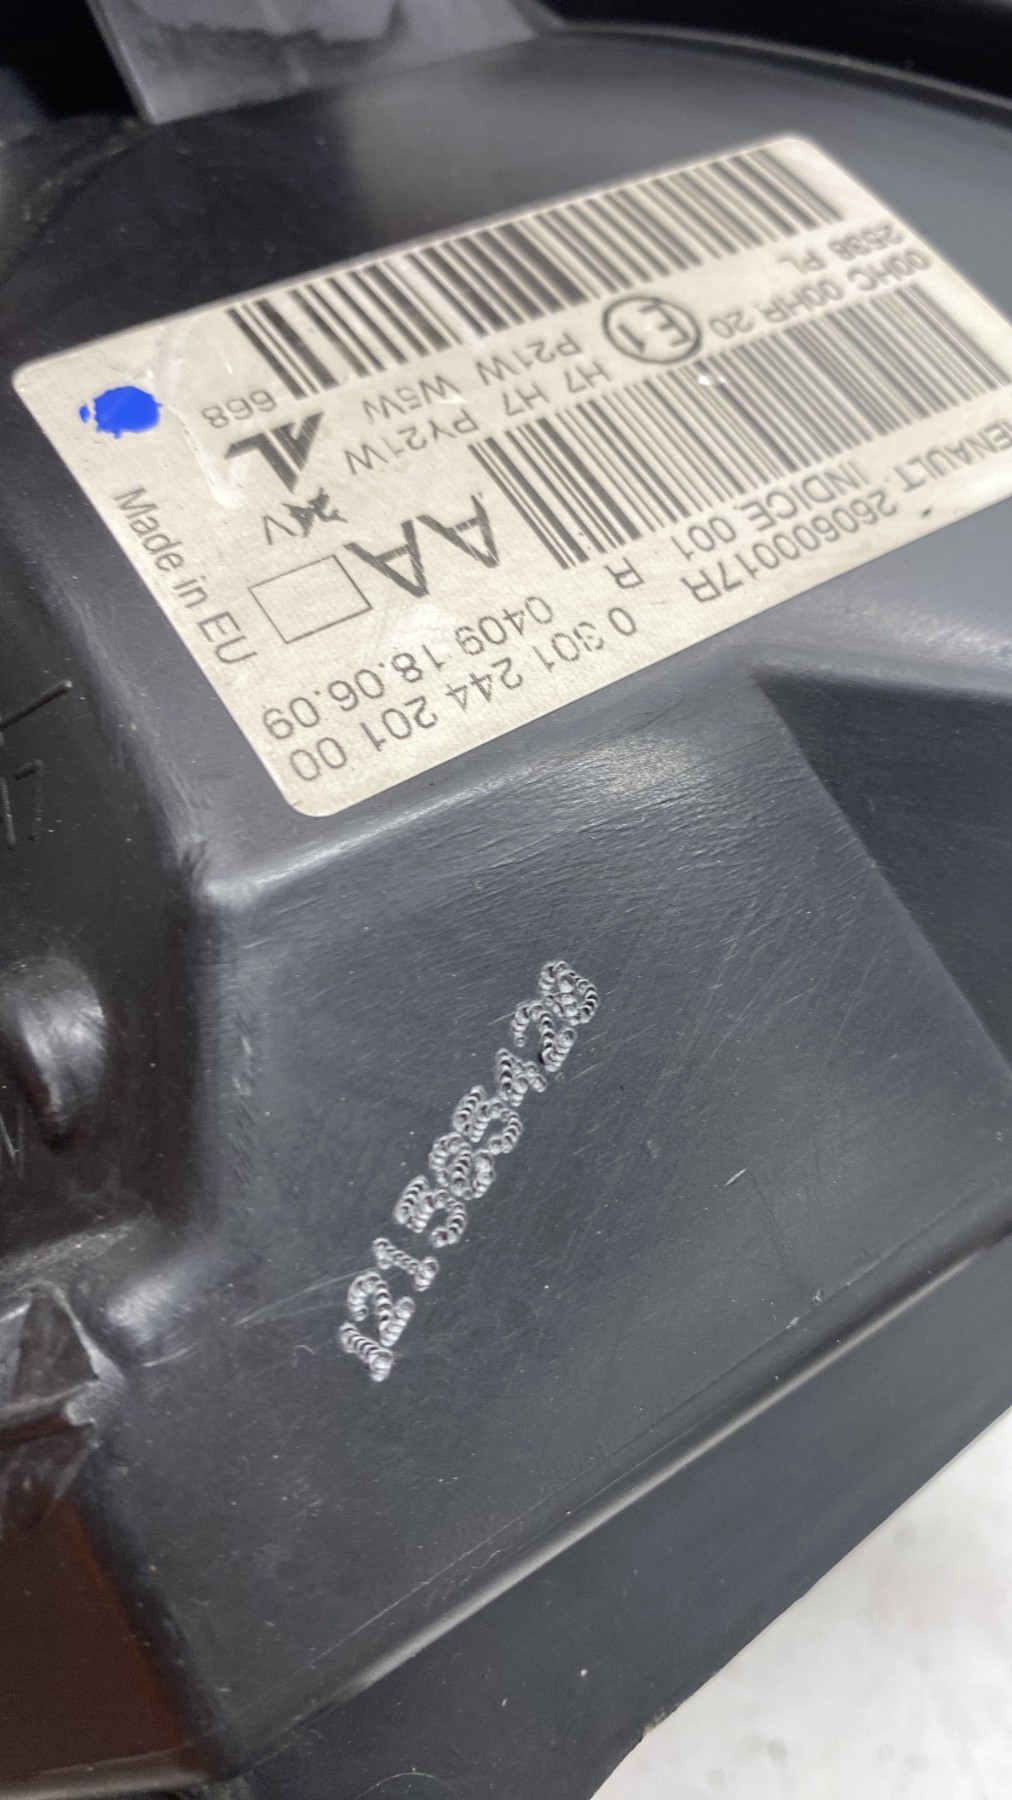 RENAULT 260600017R 0 301 244 201 00
INDICE 001 R 0409 18.06.09
AA
V
00HC 00HR 20 E1 H7 H7 PY21W AL
2538 PL P21W W5W 668
Made in EU